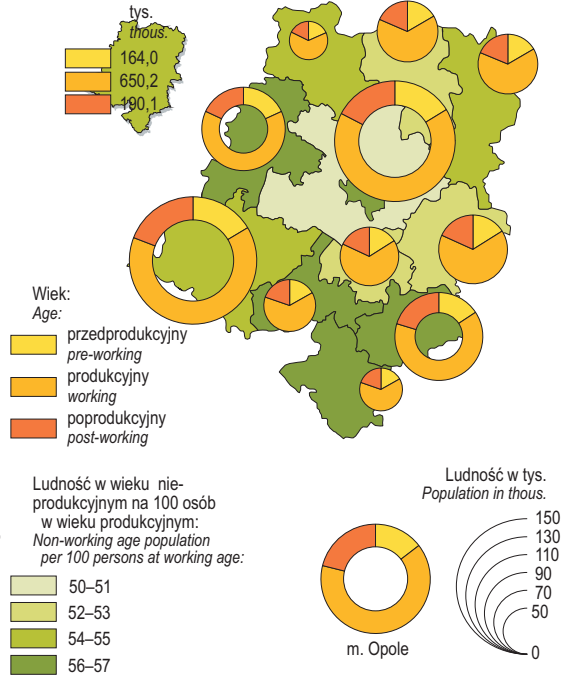 tys.
thous.
164,0
650,2
190,1
Wiek:
Age:
przedprodukcyjny
pre-working
produkcyjny
working
poprodukcyjny
post-working
Ludność w wieku nie-
produkcyjnym na 100 osób
w wieku produkcyjnym:
Non-working age population
per 100 persons at working age:
50–51
52–53
54–55
56–57
m. Opole
Ludność w tys.
Population in thous.
150
130
110
90
70
50
0